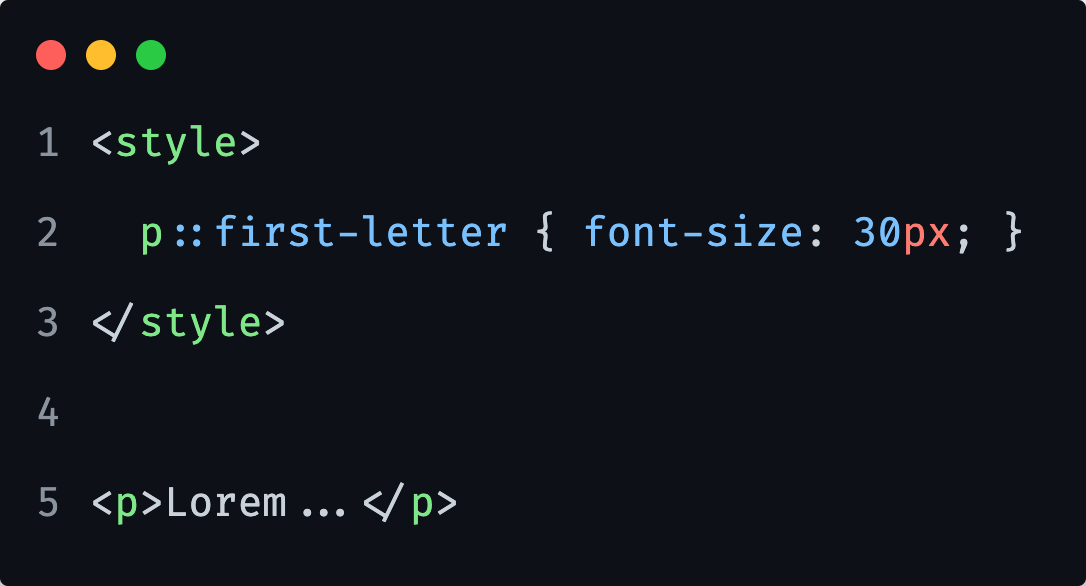 1 <style>
2   p::first-letter { font-size: 30px; }
3 </style>
4
5 <p>Lorem...</p>